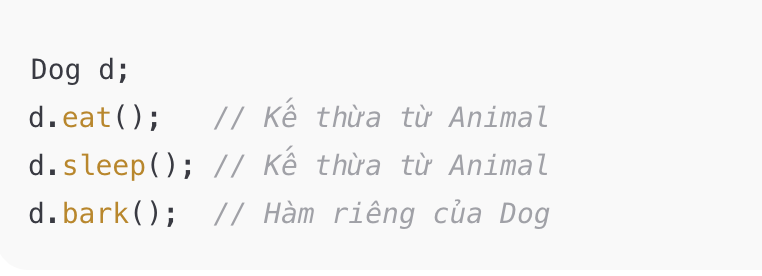 Dog d;
d.eat();   // Kế thừa từ Animal
d.sleep(); // Kế thừa từ Animal
d.bark();  // Hàm riêng của Dog